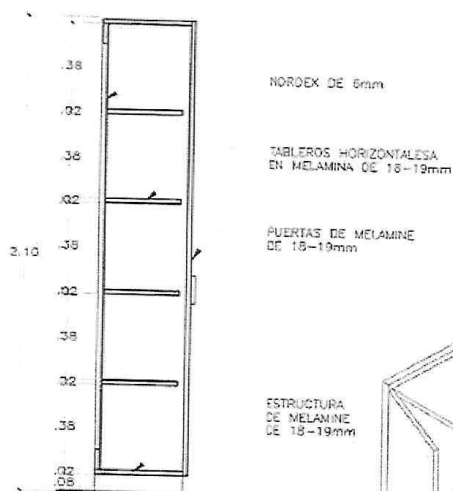 .38
.02
.38
.02
2.10
.38
.02
.38
.02
.38
.02
.08
NORDEX DE 6mm
TABLEROS HORIZONTALESA
EN MELAMINA DE 18-19mm
PUERTAS DE MELAMINE
DE 18-19mm
ESTRUCTURA
DE MELAMINE
DE 18-19mm